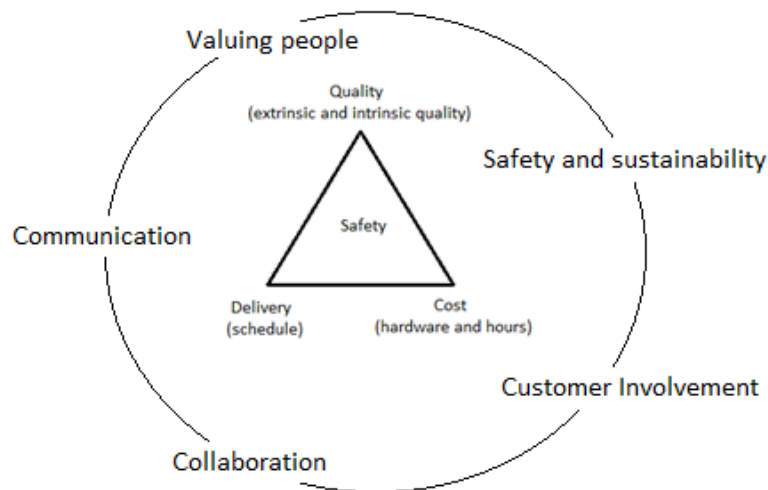 Valuing people
Quality
(extrinsic and intrinsic quality)
Safety and sustainability
Safety
Communication
Delivery
(schedule)
Cost
(hardware and hours)
Customer Involvement
Collaboration